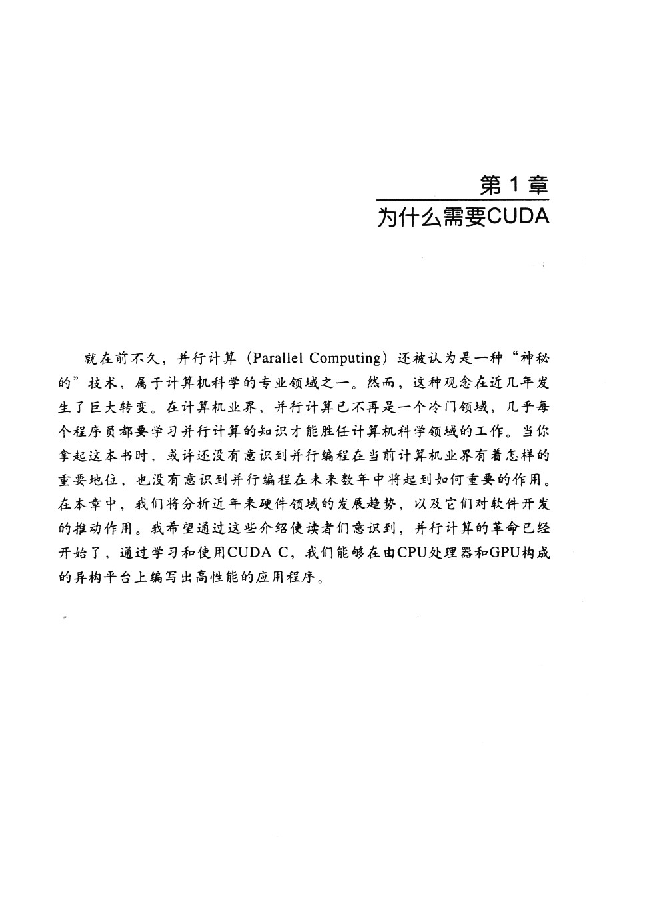 第 1 章
为什么需要CUDA
就在前不久，并行计算（Parallel Computing）还被认为是一种“神秘
的”技术，属于计算机科学的专业领域之一。然而，这种观念在近几年发
生了巨大转变。在计算机业界，并行计算已不再是一个冷门领域，几乎每
个程序员都要学习并行计算的知识才能胜任计算机科学领域的工作。当你
拿起这本书时，或许还没有意识到并行编程在当前计算机业界有着怎样的
重要地位，也没有意识到并行编程在未来数年中将起到如何重要的作用。
在本章中，我们将分析近年来硬件领域的发展趋势，以及它们对软件开发
的推动作用。我希望通过这些介绍使读者们意识到，并行计算的革命已经
开始了，通过学习和使用CUDA C，我们能够在由CPU处理器和GPU构成
的异构平台上编写出高性能的应用程序。